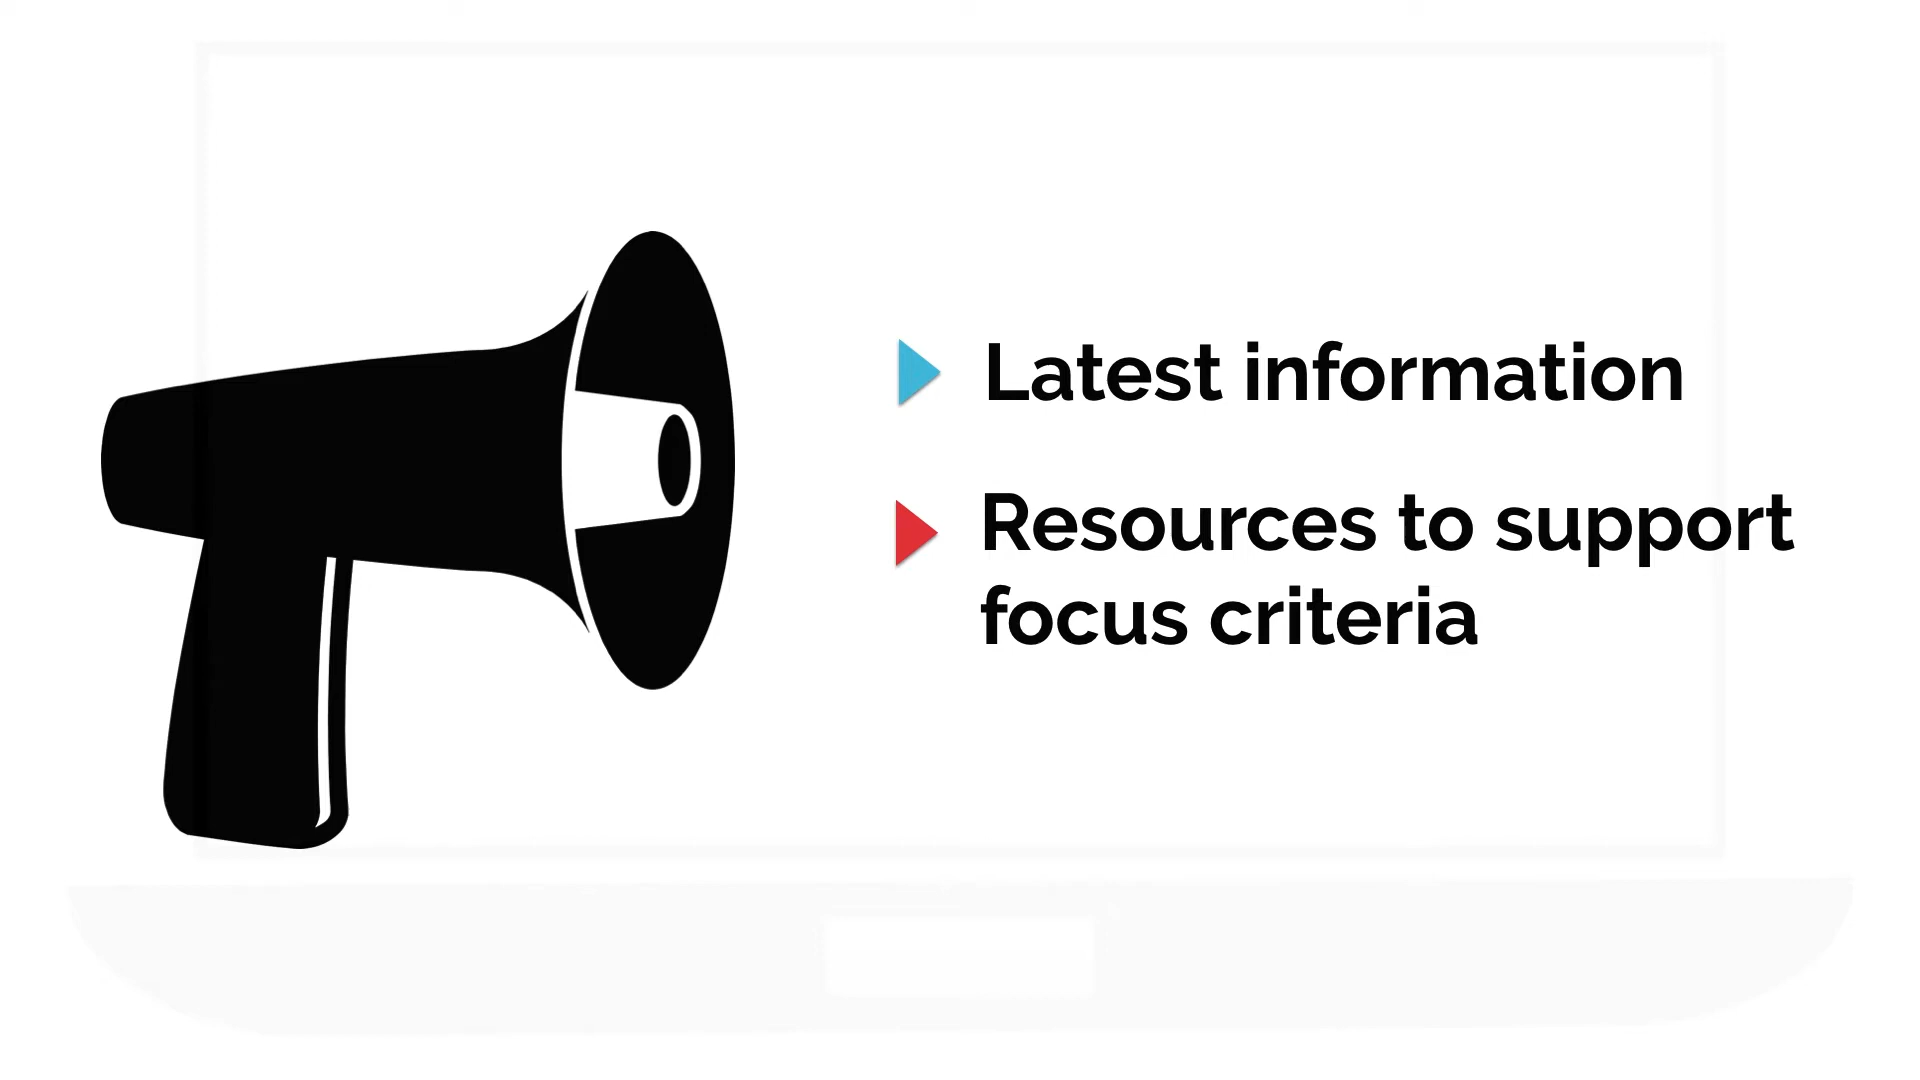 Latest information
Resources to support
focus criteria